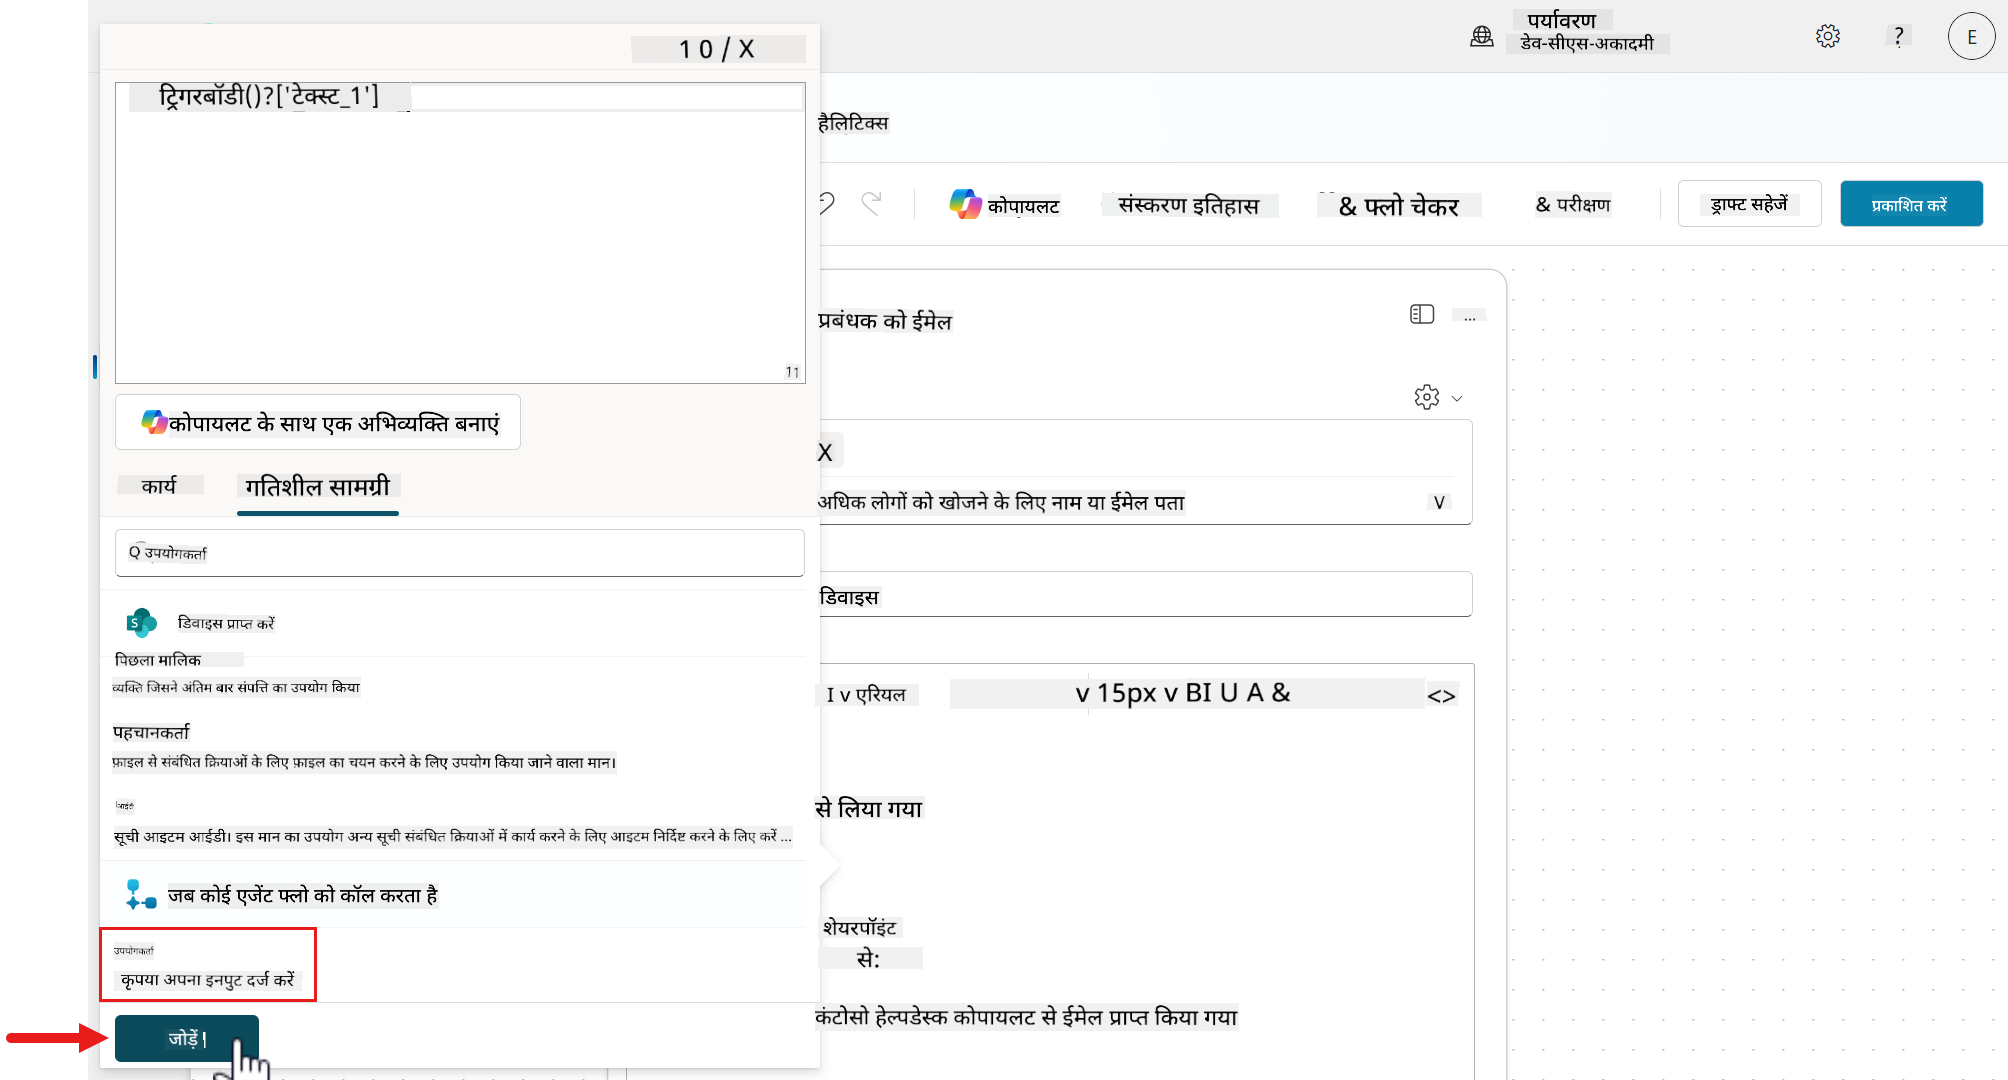 पर्यावरण
डेव-सीएस-अकादमी
?
E
10/X
ट्रिगरबॉडी()?['टेक्स्ट_1']
11
हैलिटिक्स
कोपायलट
संस्करण इतिहास
& फ्लो चेकर
& परीक्षण
ड्राफ्ट सहेजें
प्रकाशित करें
प्रबंधक को ईमेल
...
कोपायलट के साथ एक अभिव्यक्ति बनाएं
X
कार्य
गतिशील सामग्री
अधिक लोगों को खोजने के लिए नाम या ईमेल पता
V
Q उपयोगकर्ता
डिवाइस
S
डिवाइस प्राप्त करें
पिछला मालिक
व्यक्ति जिसने अंतिम बार संपत्ति का उपयोग किया
I v एरियल
v 15px v BI U A &
<>
पहचानकर्ता
फ़ाइल से संबंधित क्रियाओं के लिए फ़ाइल का चयन करने के लिए उपयोग किया जाने वाला मान।
से लिया गया
सूची आइटम आईडी। इस मान का उपयोग अन्य सूची संबंधित क्रियाओं में कार्य करने के लिए आइटम निर्दिष्ट करने के लिए करें ...
जब कोई एजेंट फ्लो को कॉल करता है
शेयरपॉइंट
से:
उपयोगकर्ता
कृपया अपना इनपुट दर्ज करें
कंटोसो हेल्पडेस्क कोपायलट से ईमेल प्राप्त किया गया
जोड़ें।